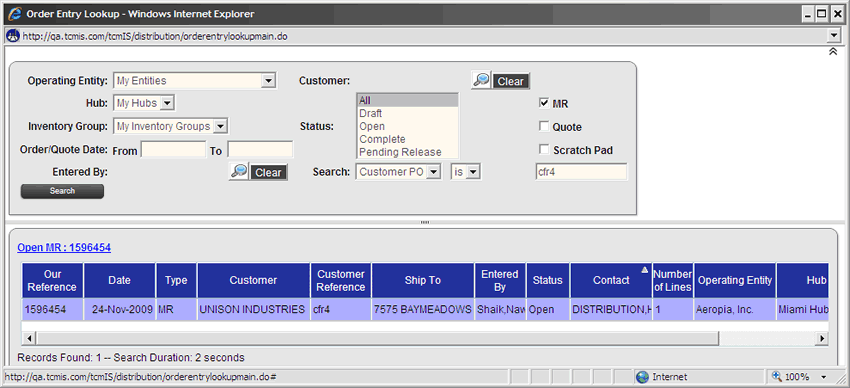 Order Entry Lookup - Windows Internet Explorer
http://qa.tcmis.com/tcmIS/distribution/orderentrylookupmain.do
Operating Entity: My Entities Customer: Clear
Hub: My Hubs
Inventory Group: My Inventory Groups
Order/Quote Date: From To
Entered By: Clear
Search
Status:
All
Draft
Open
Complete
Pending Release
Search: Customer PO is cfr4
MR
Quote
Scratch Pad
Open MR : 1596454
Our Reference Date Type Customer Customer Reference Ship To Entered By Status Contact Number of Lines Operating Entity Hub
1596454 24-Nov-2009 MR UNISON INDUSTRIES cfr4 7575 BAYMEADOWS Shaik,Naw Open DISTRIBUTION,H 1 Aeropia, Inc. Miami Hub
Records Found: 1 -- Search Duration: 2 seconds
http://qa.tcmis.com/tcmIS/distribution/orderentrylookupmain.do# Internet 100%